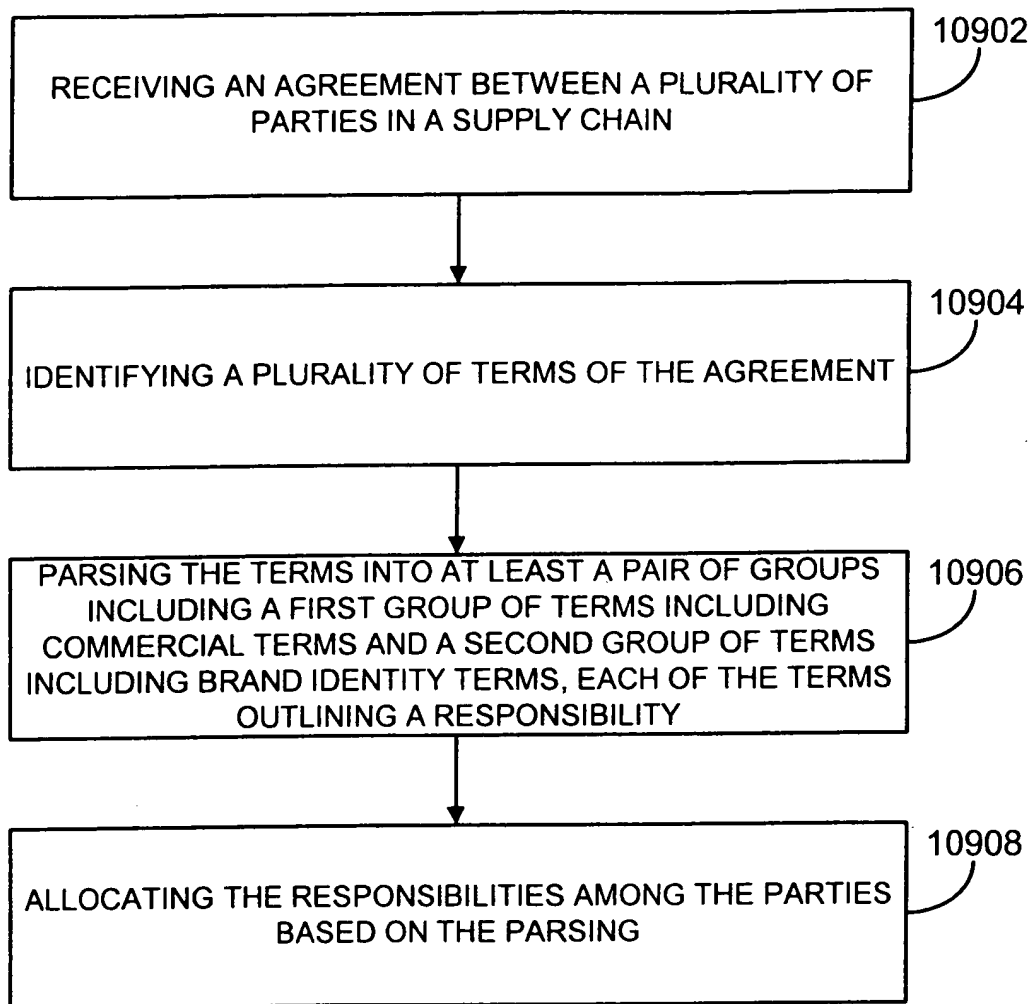 10902
RECEIVING AN AGREEMENT BETWEEN A PLURALITY OF
PARTIES IN A SUPPLY CHAIN
10904
IDENTIFYING A PLURALITY OF TERMS OF THE AGREEMENT
10906
PARSING THE TERMS INTO AT LEAST A PAIR OF GROUPS
INCLUDING A FIRST GROUP OF TERMS INCLUDING
COMMERCIAL TERMS AND A SECOND GROUP OF TERMS
INCLUDING BRAND IDENTITY TERMS, EACH OF THE TERMS
OUTLINING A RESPONSIBILITY
10908
ALLOCATING THE RESPONSIBILITIES AMONG THE PARTIES
BASED ON THE PARSING